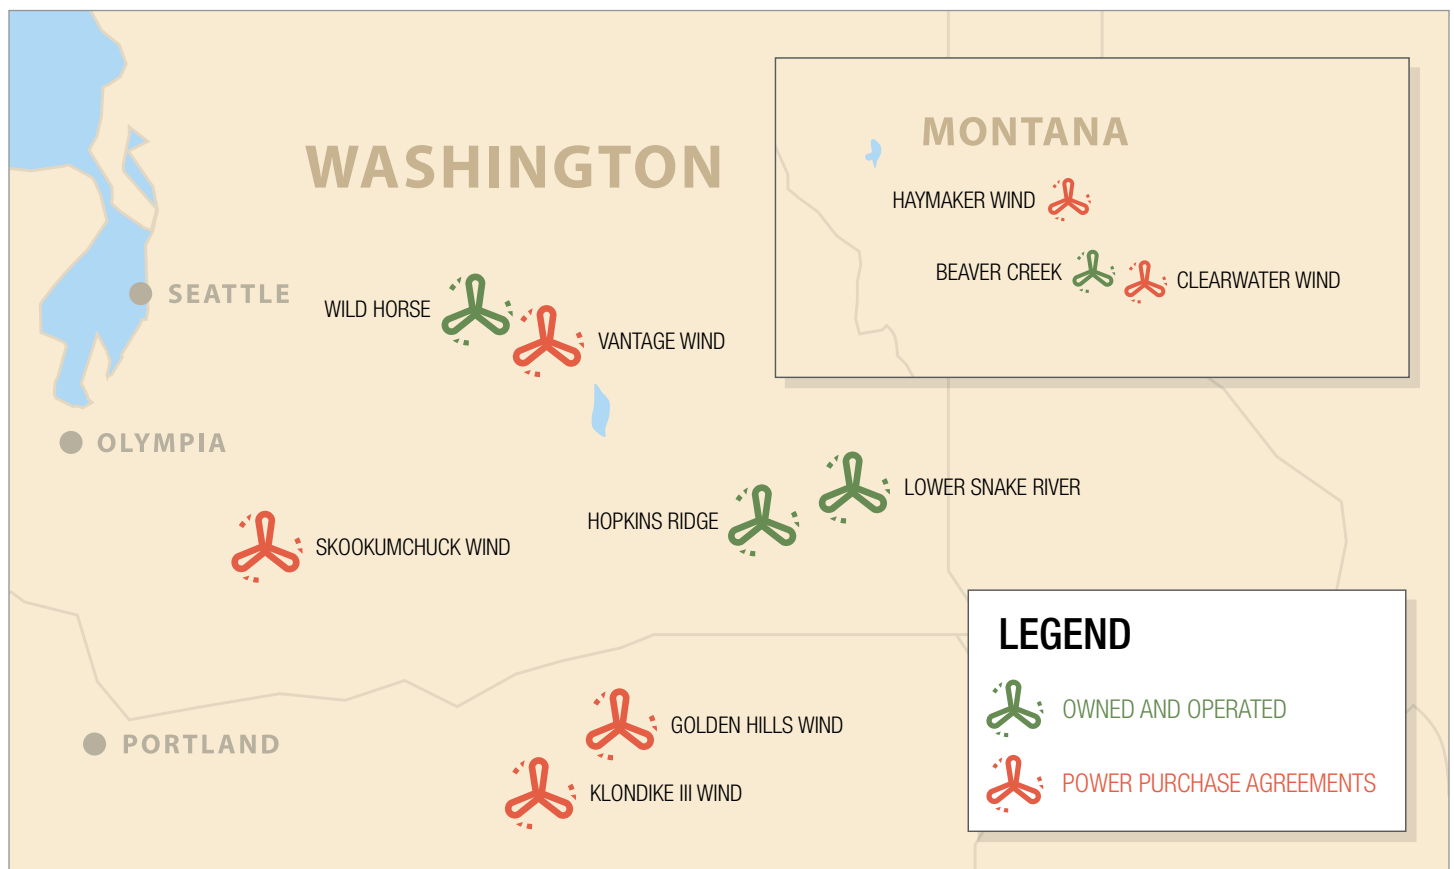 WASHINGTON
MONTANA
HAYMAKER WIND
BEAVER CREEK
CLEARWATER WIND
SEATTLE
WILD HORSE
VANTAGE WIND
OLYMPIA
LOWER SNAKE RIVER
HOPKINS RIDGE
SKOOKUMCHUCK WIND
GOLDEN HILLS WIND
PORTLAND
KLONDIKE III WIND
LEGEND
OWNED AND OPERATED
POWER PURCHASE AGREEMENTS